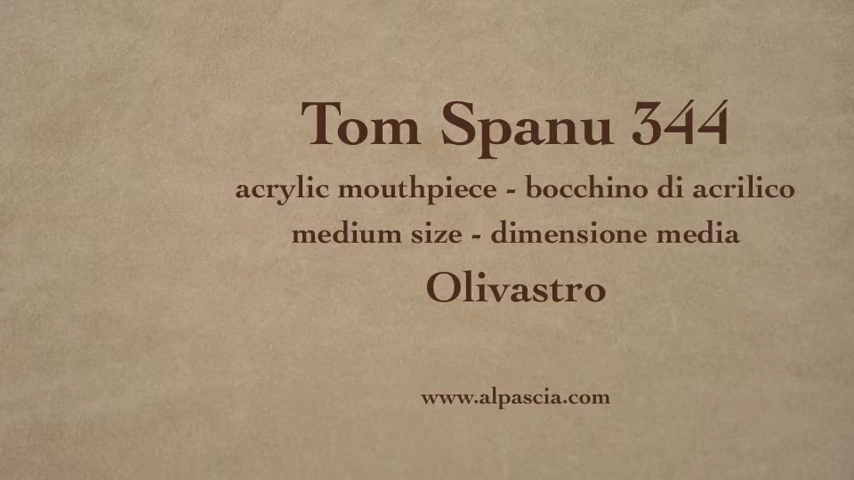 Tom Spanu 344
acrylic mouthpiece - bocchino di acrilico
medium size - dimensione media
Olivastro
www.alpascia.com